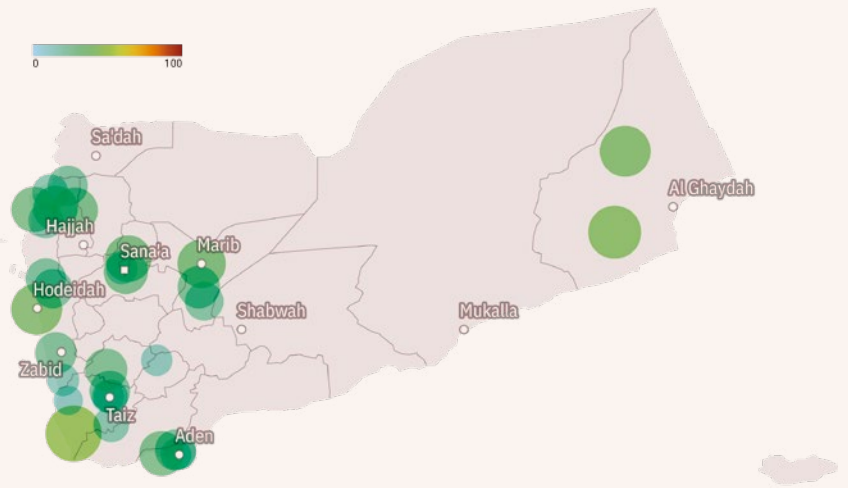 0 100
Sa'dah
Al Ghaydah
Hajjah
Sana'a
Marib
Hodeidah
Shabwah
Mukalla
Zabid
Taiz
Aden